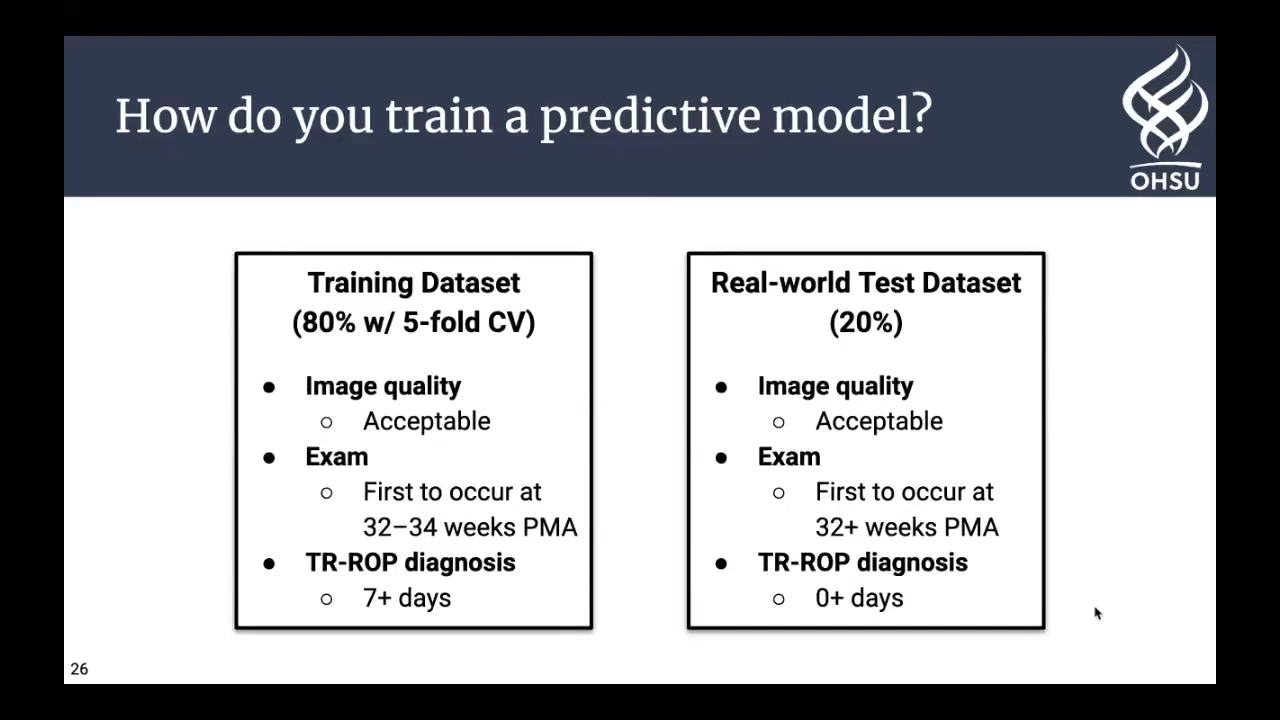 How do you train a predictive model?
OHSU
Training Dataset
(80% w/ 5-fold CV)
● Image quality
○ Acceptable
● Exam
○ First to occur at
32–34 weeks PMA
● TR-ROP diagnosis
○ 7+ days
Real-world Test Dataset
(20%)
● Image quality
○ Acceptable
● Exam
○ First to occur at
32+ weeks PMA
● TR-ROP diagnosis
○ 0+ days
26